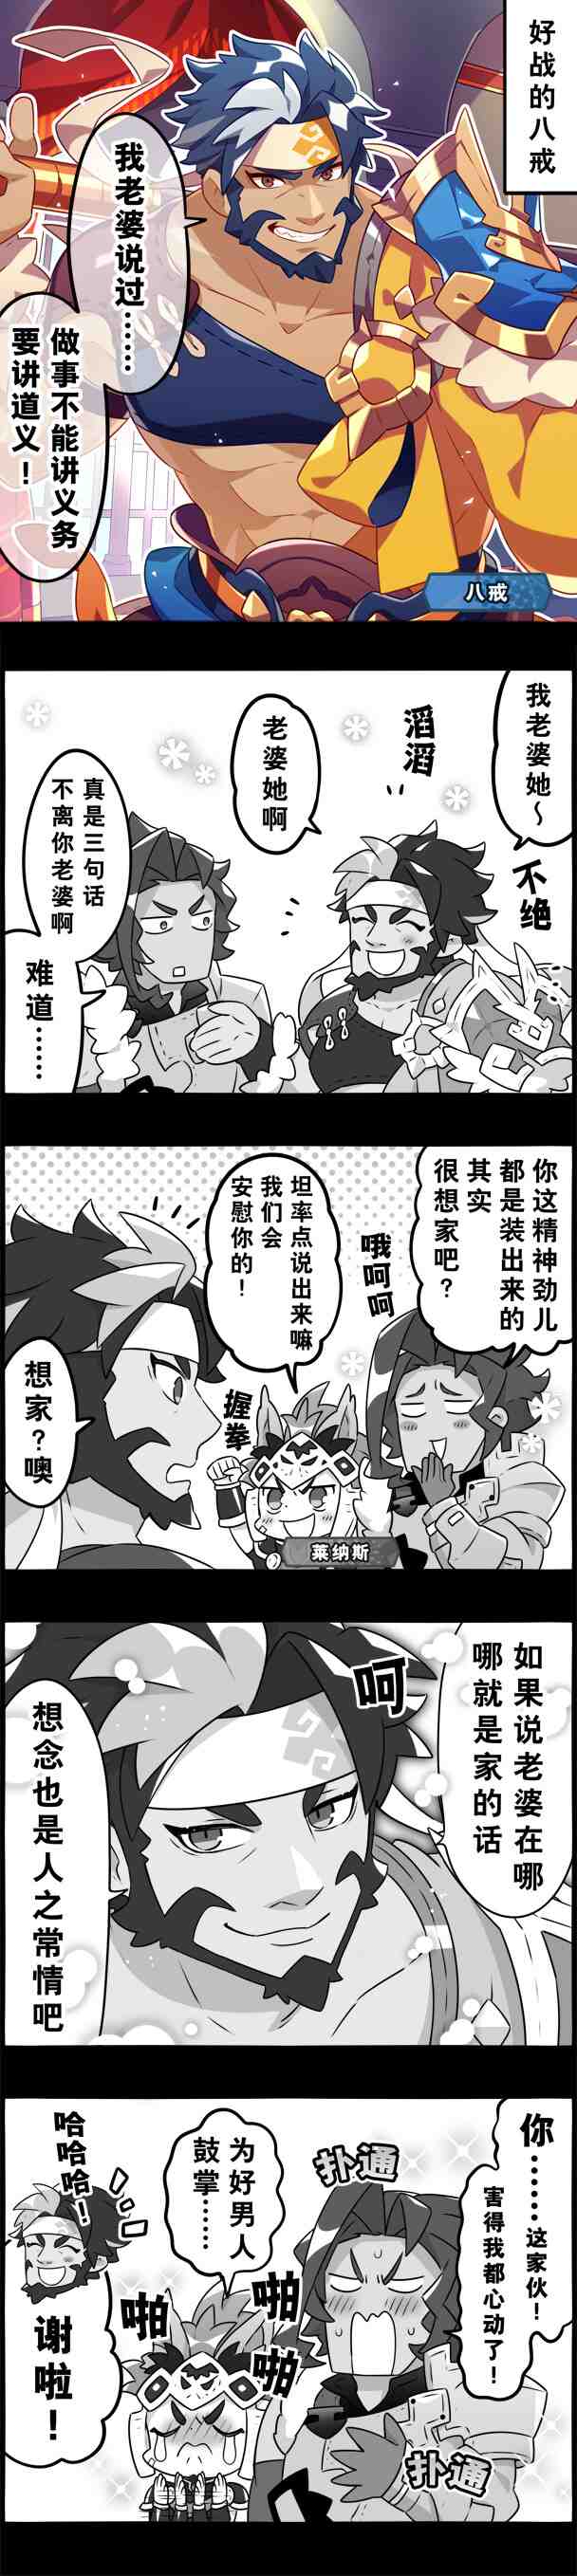 好战的八戒
我老婆说过……
做事不能讲义务
要讲道义！
八戒
我老婆她～
滔滔
不绝
老婆她啊
真是三句话
不离你老婆啊
难道……
你这精神劲儿
都是装出来的
其实
很想家吧？
哦呵呵
坦率点说出来嘛
我们会
安慰你的！
握拳
莱纳斯
想家？噢
如果说老婆在哪
哪就是家的话
呵
想念也是人之常情吧
你……这家伙！
害得我都心动了！
扑通
扑通
为好男人
鼓掌……
啪
啪
啪
哈哈哈！
谢啦！